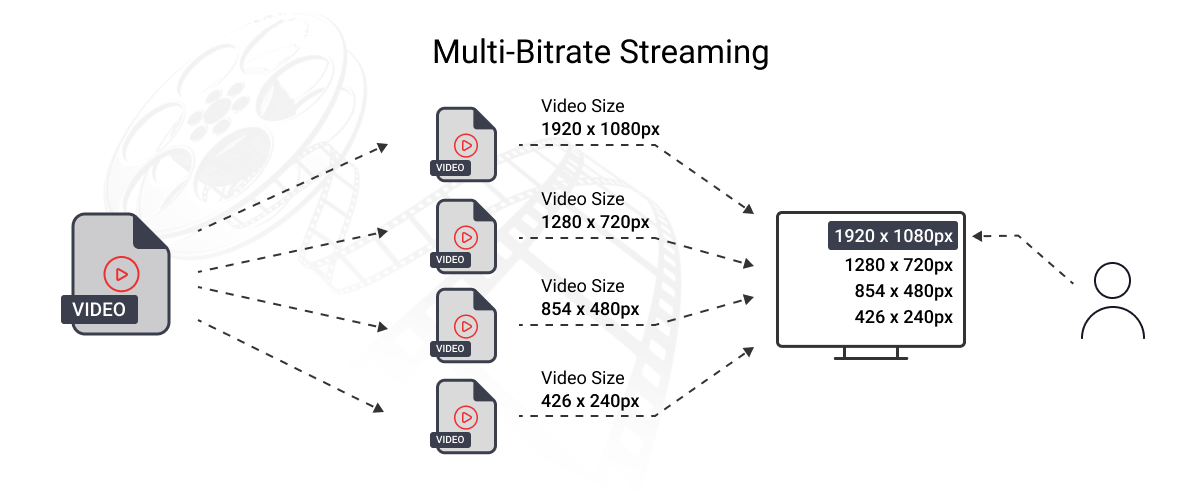 Multi-Bitrate Streaming
VIDEO
VIDEO
Video Size
1920 x 1080px
VIDEO
Video Size
1280 x 720px
VIDEO
Video Size
854 x 480px
VIDEO
Video Size
426 x 240px
1920 x 1080px
1280 x 720px
854 x 480px
426 x 240px